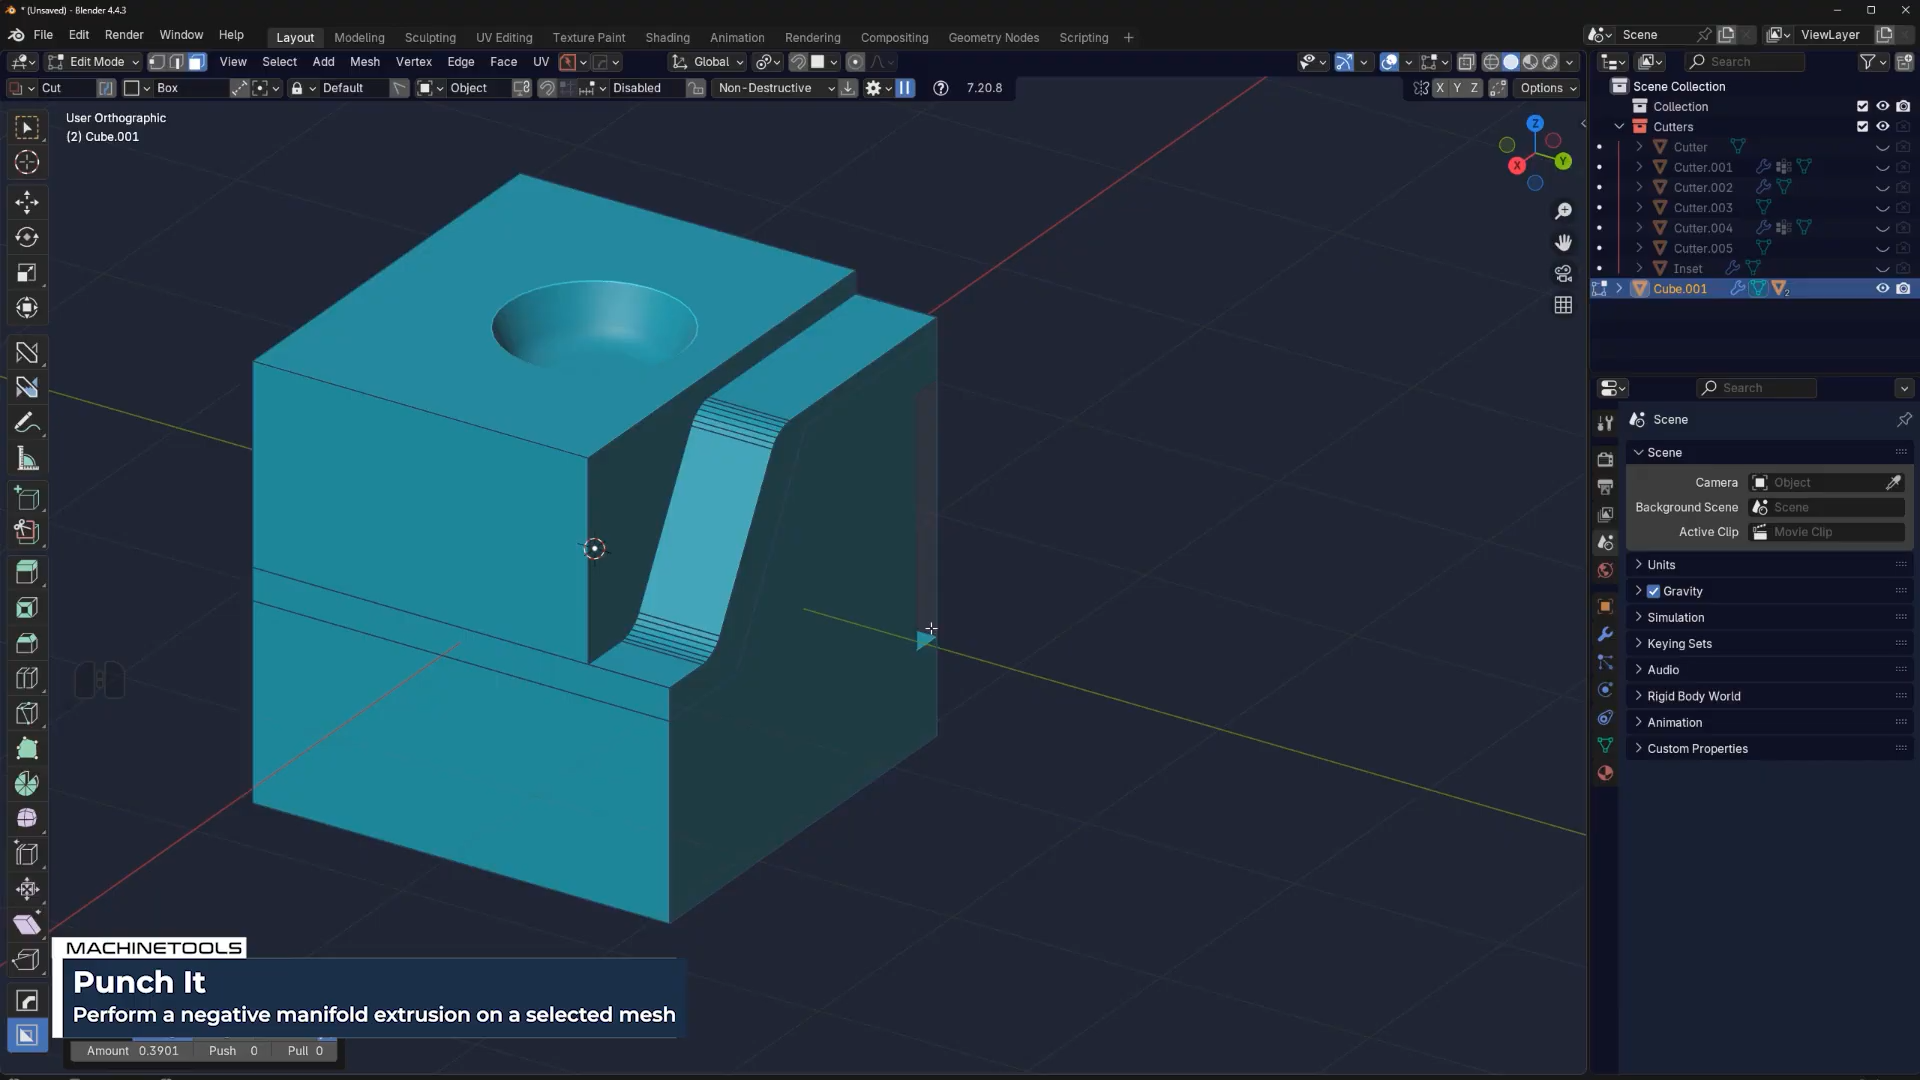 * (Unsaved) - Blender 4.4.3
File Edit Render Window Help Layout Modeling Sculpting UV Editing Texture Paint Shading Animation Rendering Compositing Geometry Nodes Scripting + Scene ViewLayer
Edit Mode View Select Add Mesh Vertex Edge Face UV Global Search
Cut Box Default Object Disabled Non-Destructive 7.20.8 X Y Z Options
User Orthographic
(2) Cube.001
Z
X
Y
Scene Collection
Collection
Cutters
Cutter
Cutter.001
Cutter.002
Cutter.003
Cutter.004
Cutter.005
Inset
Cube.001 2
Search
Scene
Scene
Camera Object
Background Scene Scene
Active Clip Movie Clip
Units
Gravity
Simulation
Keying Sets
Audio
Rigid Body World
Animation
Custom Properties
MACHINETOOLS
Punch It
Perform a negative manifold extrusion on a selected mesh
Amount 0.3901 Push 0 Pull 0